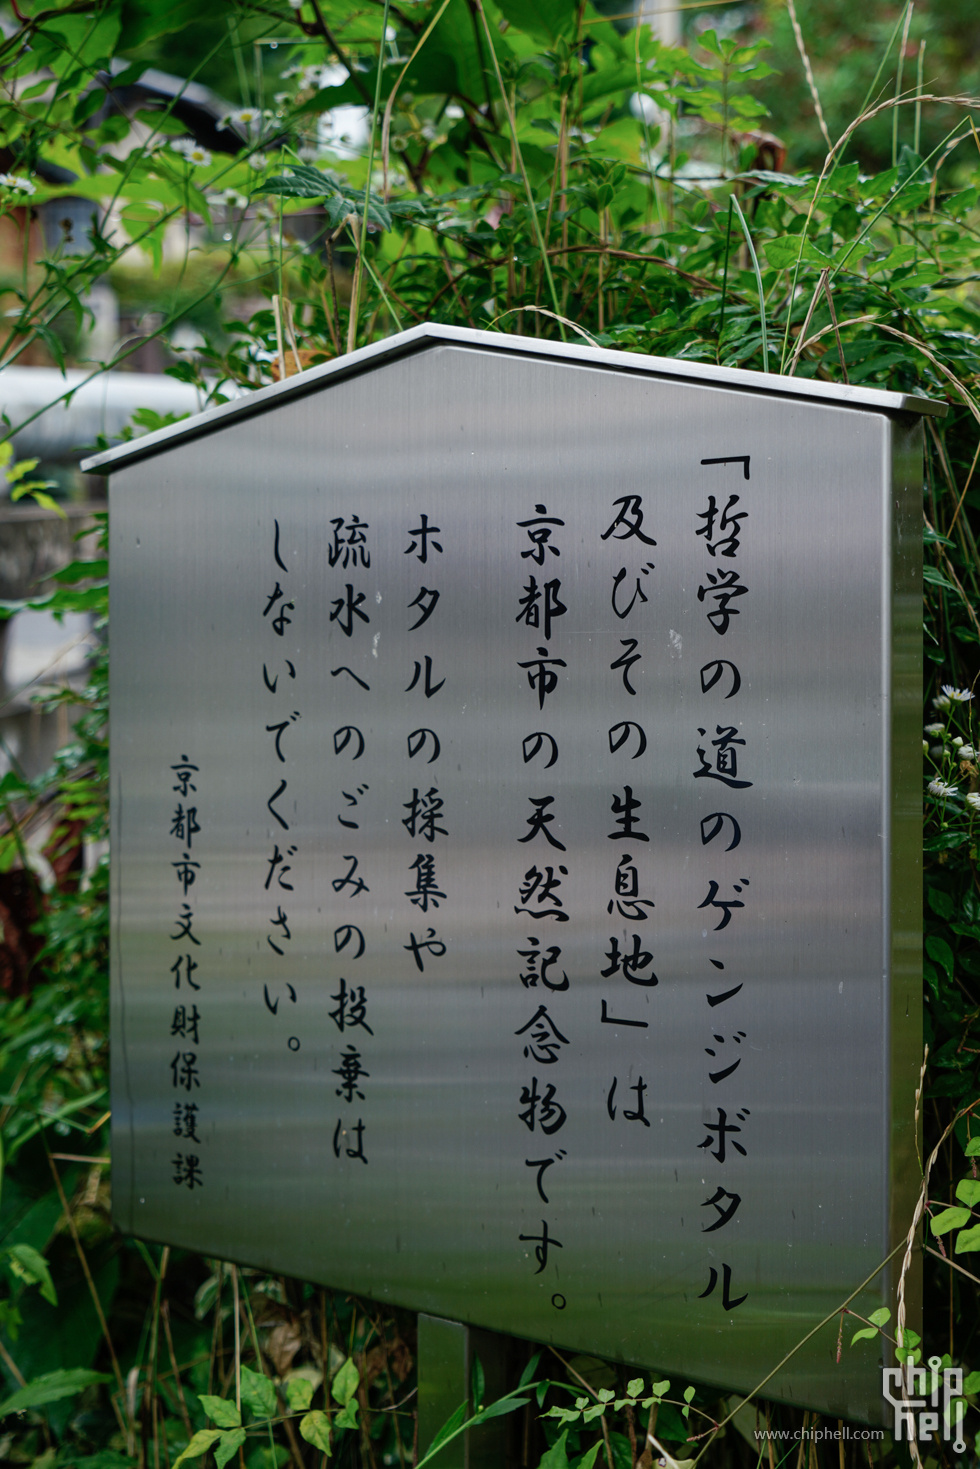 「哲学の道のゲンジボタル
及びその生息地」は
京都市の天然記念物です。
ホタルの採集や
疏水へのごみの投棄は
しないでください。
京都市文化財保護課
chip
hell
www.chiphell.com